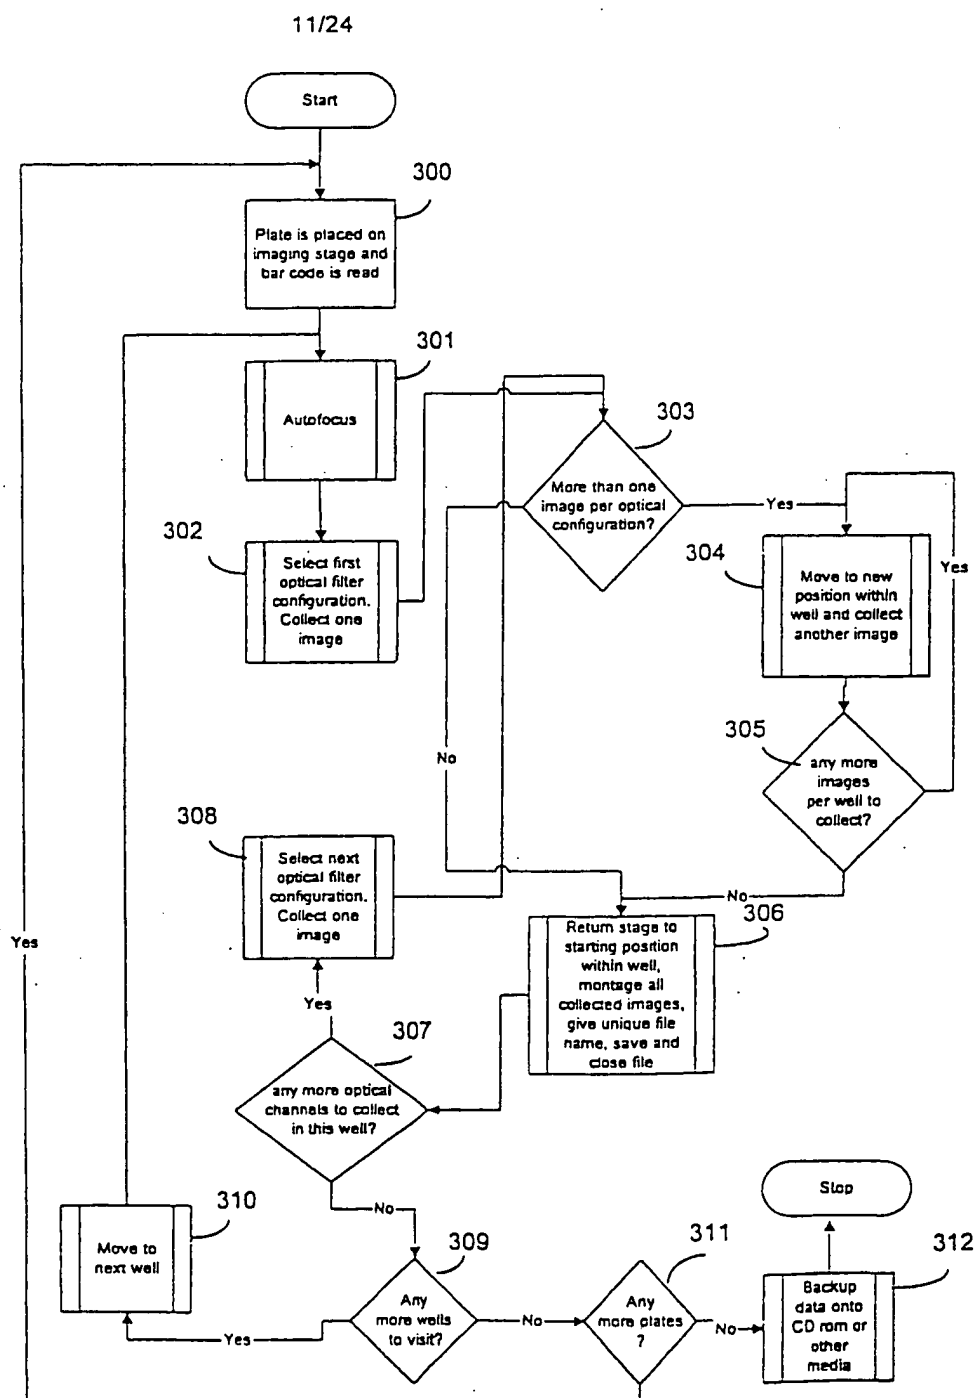 11/24
Start
300
Plate is placed on
imaging stage and
bar code is read
301
Autofocus
303
More than one
image per optical
configuration?
Yes
302
Select first
optical filter
configuration.
Collect one
image
304
Move to new
position within
well and collect
another image
Yes
No
305
any more
images
per well to
collect?
308
Select next
optical filter
configuration.
Collect one
image
No
306
Return stage to
starting position
within well,
montage all
collected images,
give unique file
name, save and
close file
Yes
Yes
307
any more optical
channels to collect
in this well?
Stop
310
Move to
next well
No
309
Any
more wells
to visit?
Yes
No
311
Any
more plates
?
No
312
Backup
data onto
CD rom or
other
media